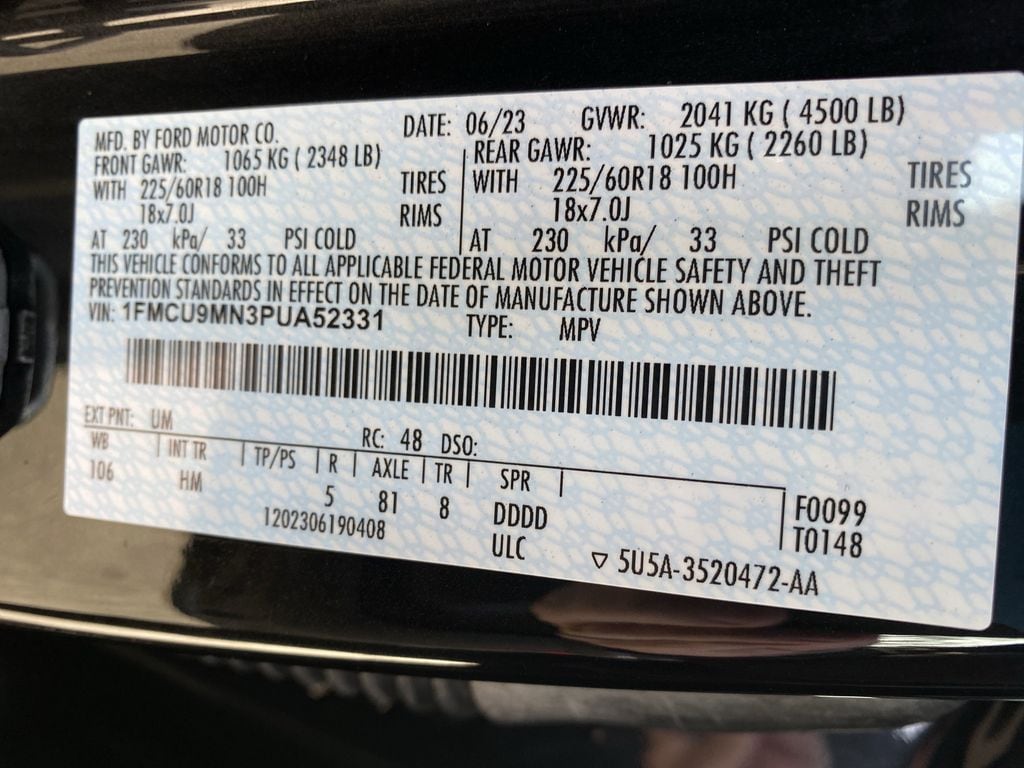 MFD. BY FORD MOTOR CO. DATE: 06/23 GVWR: 2041 KG ( 4500 LB)
FRONT GAWR: 1065 KG ( 2348 LB) REAR GAWR: 1025 KG ( 2260 LB)
WITH 225/60R18 100H TIRES WITH 225/60R18 100H TIRES
18x7.0J RIMS 18x7.0J RIMS
AT 230 kPa/ 33 PSI COLD AT 230 kPa/ 33 PSI COLD
THIS VEHICLE CONFORMS TO ALL APPLICABLE FEDERAL MOTOR VEHICLE SAFETY AND THEFT
PREVENTION STANDARDS IN EFFECT ON THE DATE OF MANUFACTURE SHOWN ABOVE.
VIN: 1FMCU9MN3PUA52331 TYPE: MPV
EXT PNT: UM RC: 48 DSO:
WB INT TR TP/PS R AXLE TR SPR
106 HM 5 81 8 DDDD F0099
1202306190408 ULC T0148
5U5A-3520472-AA